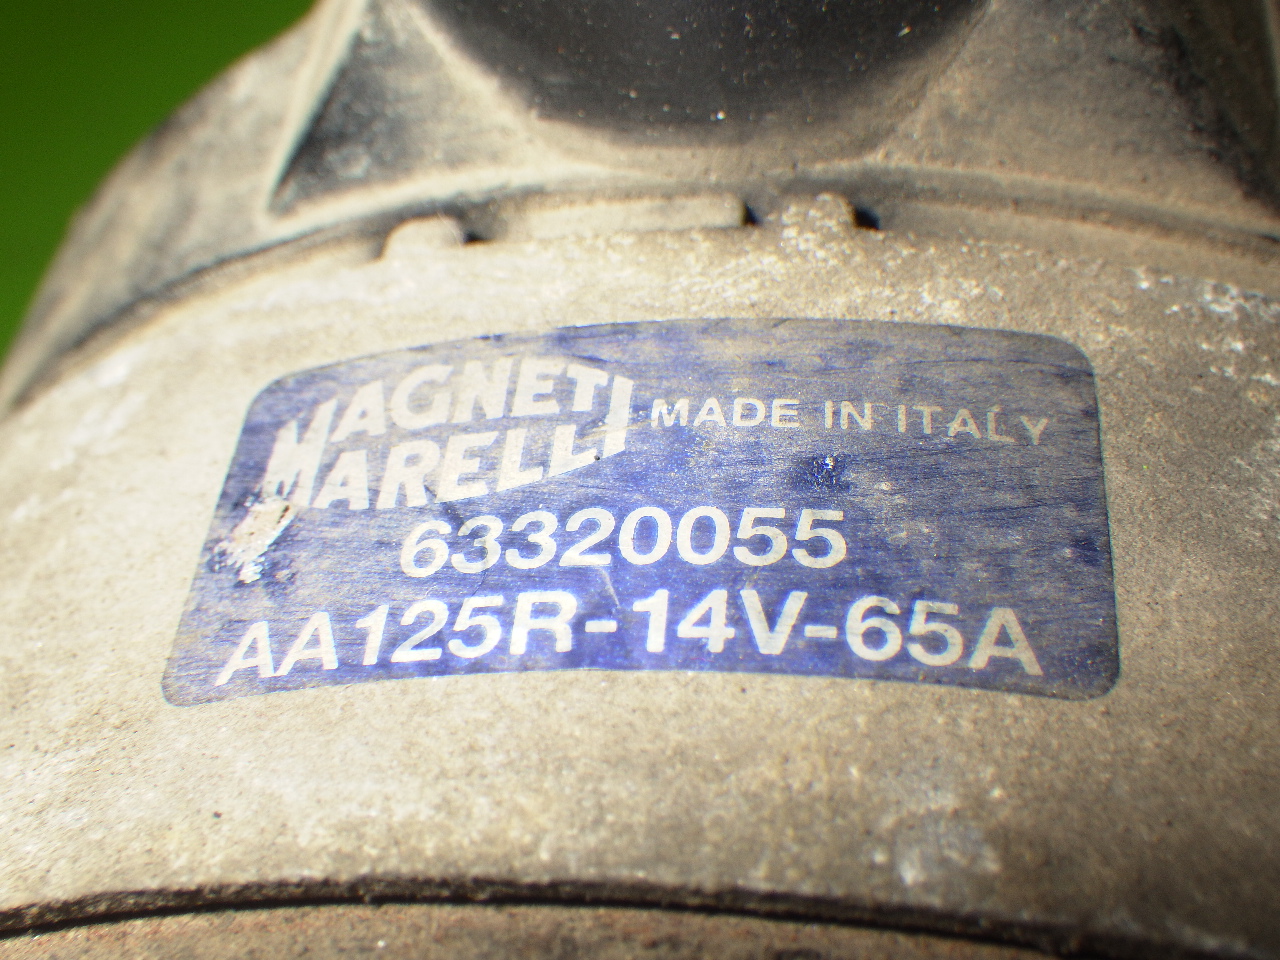 MAGNETI
MARELLI
MADE IN ITALY
63320055
AA125R-14V-65A